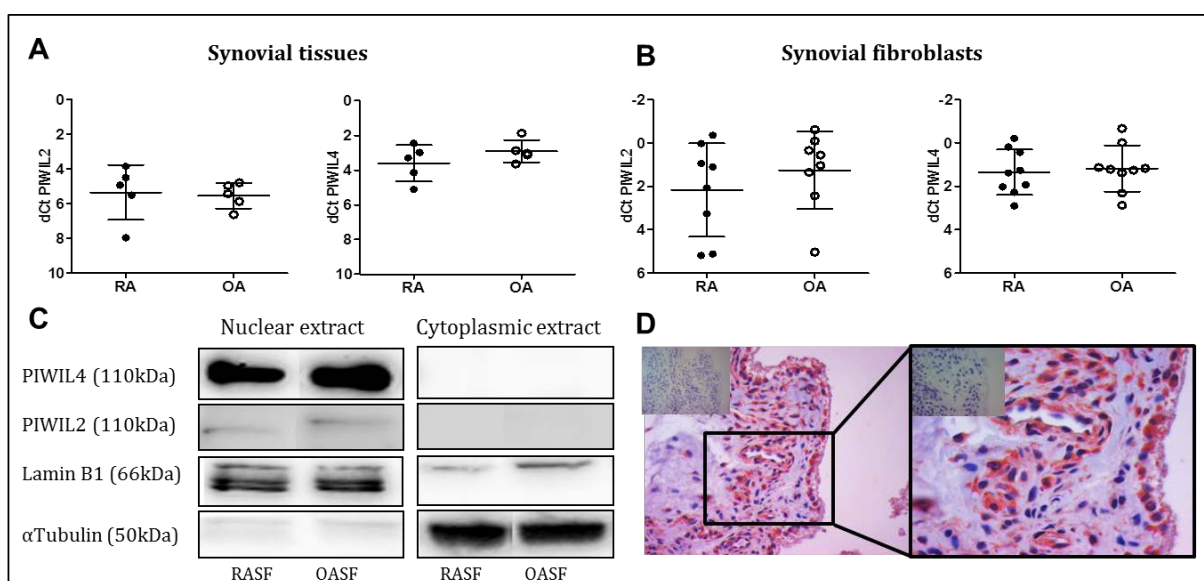 A
Synovial tissues
dCt PIWIL2
0
2
4
6
8
10
RA
OA
dCt PIWIL4
0
2
4
6
8
10
RA
OA
B
Synovial fibroblasts
dCt PIWIL2
-2
0
2
4
6
RA
OA
dCt PIWIL4
-2
0
2
4
6
RA
OA
C
Nuclear extract
Cytoplasmic extract
PIWIL4 (110kDa)
PIWIL2 (110kDa)
Lamin B1 (66kDa)
αTubulin (50kDa)
RASF
OASF
RASF
OASF
D